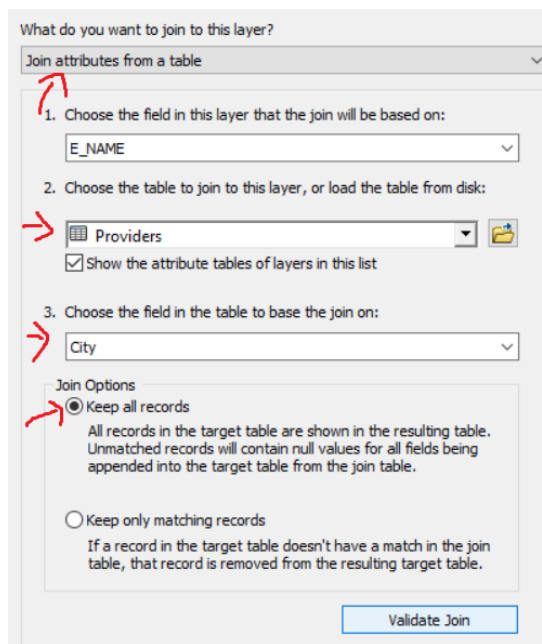 What do you want to join to this layer?
Join attributes from a table
1. Choose the field in this layer that the join will be based on:
E_NAME
2. Choose the table to join to this layer, or load the table from disk:
Providers
Show the attribute tables of layers in this list
3. Choose the field in the table to base the join on:
City
Join Options
Keep all records
All records in the target table are shown in the resulting table.
Unmatched records will contain null values for all fields being
appended into the target table from the join table.
Keep only matching records
If a record in the target table doesn't have a match in the join
table, that record is removed from the resulting target table.
Validate Join